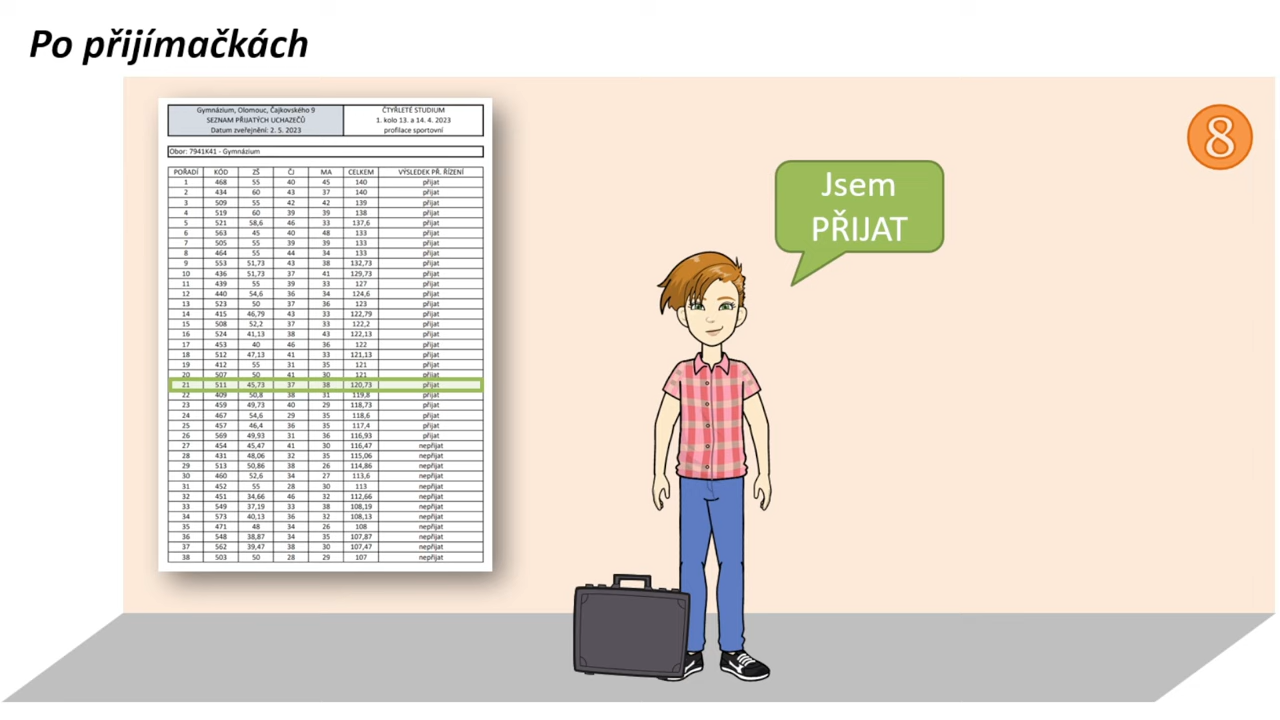 Po přijímačkách
Gymnázium, Olomouc, Čajkovského 9
SEZNAM PŘIJATÝCH UCHAZEČŮ
Datum zveřejnění: 2. 5. 2023
ČTYŘLETÉ STUDIUM
1. kolo 13. a 14. 4. 2023
profilace sportovní
Obor: 7941K41 - Gymnázium
POŘADÍ KÓD ZŠ ČJ MA CELKEM VÝSLEDEK PŘ. ŘÍZENÍ
1 468 55 40 45 140 přijat
2 434 60 43 37 140 přijat
3 509 55 42 42 139 přijat
4 519 60 39 39 138 přijat
5 521 58,6 46 33 137,6 přijat
6 563 45 40 48 133 přijat
7 505 55 39 39 133 přijat
8 464 55 44 34 133 přijat
9 553 51,73 43 38 132,73 přijat
10 436 51,73 37 41 129,73 přijat
11 439 55 39 33 127 přijat
12 440 54,6 36 34 124,6 přijat
13 523 50 37 36 123 přijat
14 415 46,79 43 33 122,79 přijat
15 508 52,2 37 33 122,2 přijat
16 524 41,13 38 43 122,13 přijat
17 453 40 46 36 122 přijat
18 512 47,13 41 33 121,13 přijat
19 412 55 31 35 121 přijat
20 507 50 41 30 121 přijat
21 511 45,73 37 38 120,73 přijat
22 409 50,8 38 31 119,8 přijat
23 459 49,73 40 29 118,73 přijat
24 467 54,6 29 35 118,6 přijat
25 457 46,4 36 35 117,4 přijat
26 569 49,93 31 36 116,93 přijat
27 454 45,47 41 30 116,47 nepřijat
28 431 48,06 32 35 115,06 nepřijat
29 513 50,86 38 26 114,86 nepřijat
30 460 52,6 34 27 113,6 nepřijat
31 452 55 28 30 113 nepřijat
32 451 34,66 46 32 112,66 nepřijat
33 549 37,19 33 38 108,19 nepřijat
34 573 40,13 36 32 108,13 nepřijat
35 471 48 34 26 108 nepřijat
36 548 38,87 34 35 107,87 nepřijat
37 562 39,47 38 30 107,47 nepřijat
38 503 50 28 29 107 nepřijat
Jsem
PŘIJAT
8